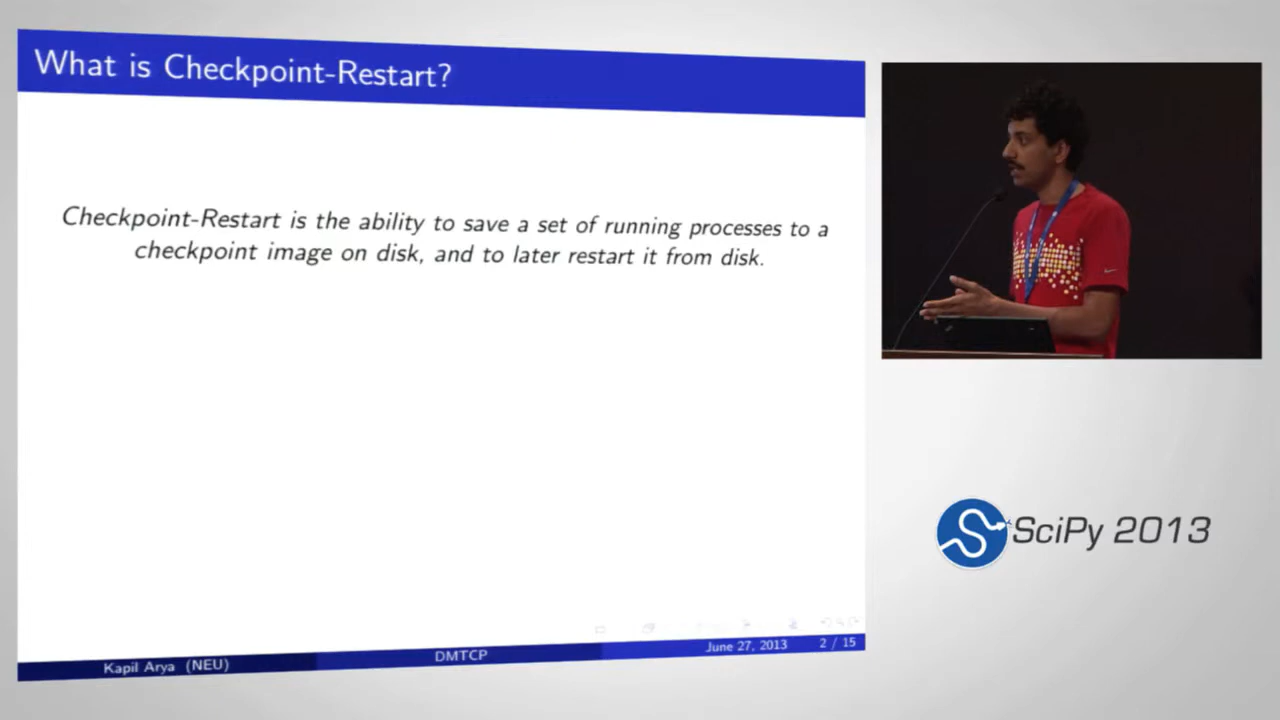 What is Checkpoint-Restart?
Checkpoint-Restart is the ability to save a set of running processes to a
checkpoint image on disk, and to later restart it from disk.
Kapil Arya (NEU)
DMTCP
June 27, 2013
2 / 15
SciPy 2013